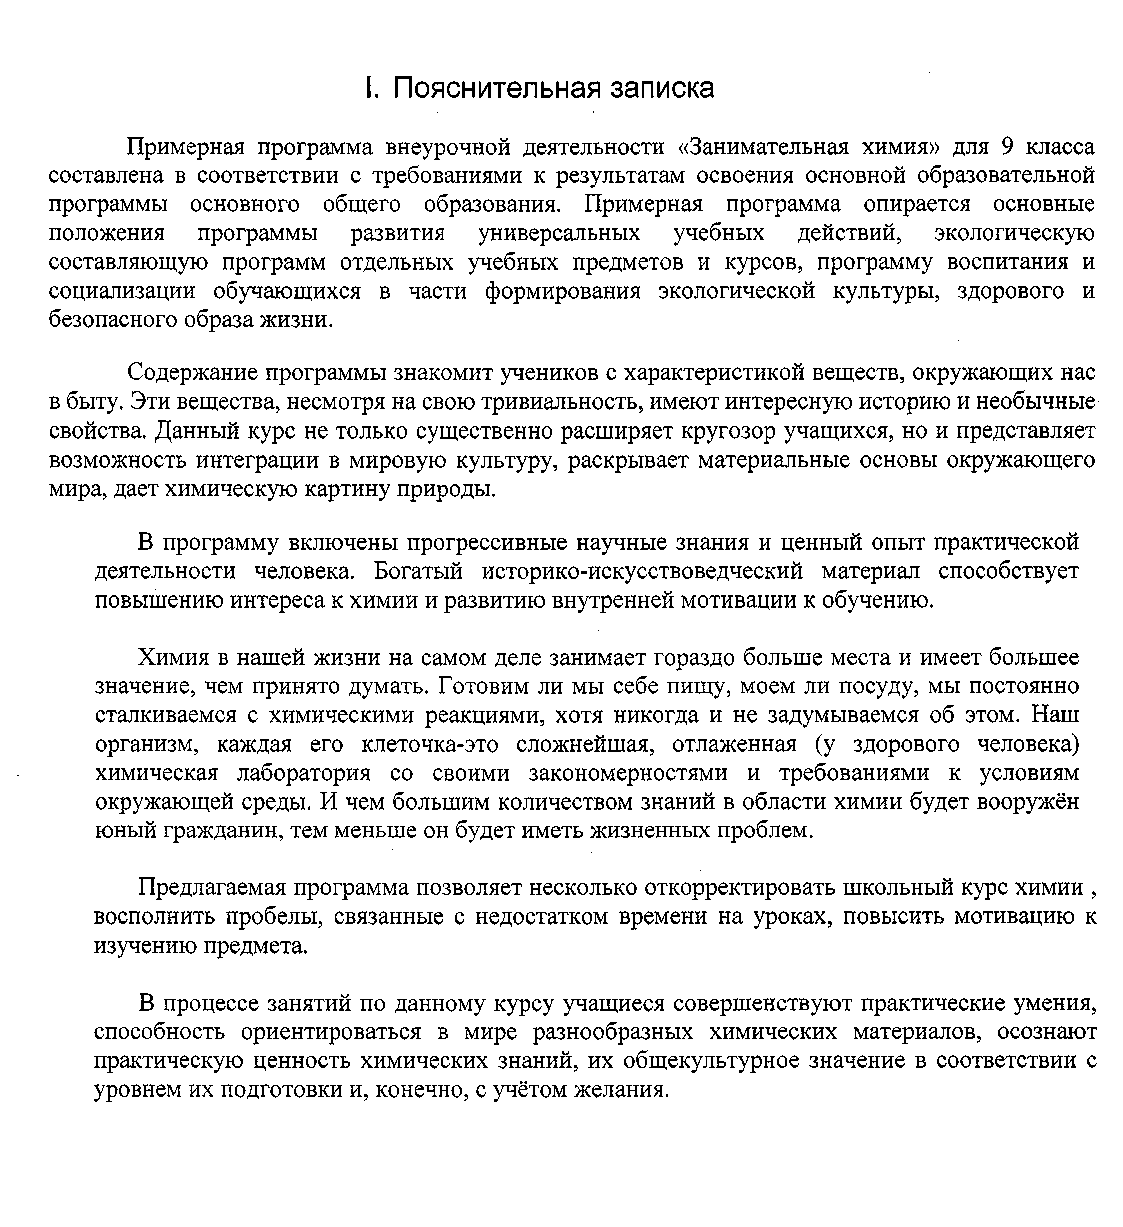 I. Пояснительная записка
Примерная программа внеурочной деятельности «Занимательная химия» для 9 класса
составлена в соответствии с требованиями к результатам освоения основной образовательной
программы основного общего образования. Примерная программа опирается основные
положения программы развития универсальных учебных действий, экологическую
составляющую программ отдельных учебных предметов и курсов, программу воспитания и
социализации обучающихся в части формирования экологической культуры, здорового и
безопасного образа жизни.
Содержание программы знакомит учеников с характеристикой веществ, окружающих нас
в быту. Эти вещества, несмотря на свою тривиальность, имеют интересную историю и необычные
свойства. Данный курс не только существенно расширяет кругозор учащихся, но и представляет
возможность интеграции в мировую культуру, раскрывает материальные основы окружающего
мира, дает химическую картину природы.
В программу включены прогрессивные научные знания и ценный опыт практической
деятельности человека. Богатый историко-искусствоведческий материал способствует
повышению интереса к химии и развитию внутренней мотивации к обучению.
Химия в нашей жизни на самом деле занимает гораздо больше места и имеет большее
значение, чем принято думать. Готовим ли мы себе пищу, моем ли посуду, мы постоянно
сталкиваемся с химическими реакциями, хотя никогда и не задумываемся об этом. Наш
организм, каждая его клеточка-это сложнейшая, отлаженная (у здорового человека)
химическая лаборатория со своими закономерностями и требованиями к условиям
окружающей среды. И чем большим количеством знаний в области химии будет вооружён
юный гражданин, тем меньше он будет иметь жизненных проблем.
Предлагаемая программа позволяет несколько откорректировать школьный курс химии ,
восполнить пробелы, связанные с недостатком времени на уроках, повысить мотивацию к
изучению предмета.
В процессе занятий по данному курсу учащиеся совершенствуют практические умения,
способность ориентироваться в мире разнообразных химических материалов, осознают
практическую ценность химических знаний, их общекультурное значение в соответствии с
уровнем их подготовки и, конечно, с учётом желания.